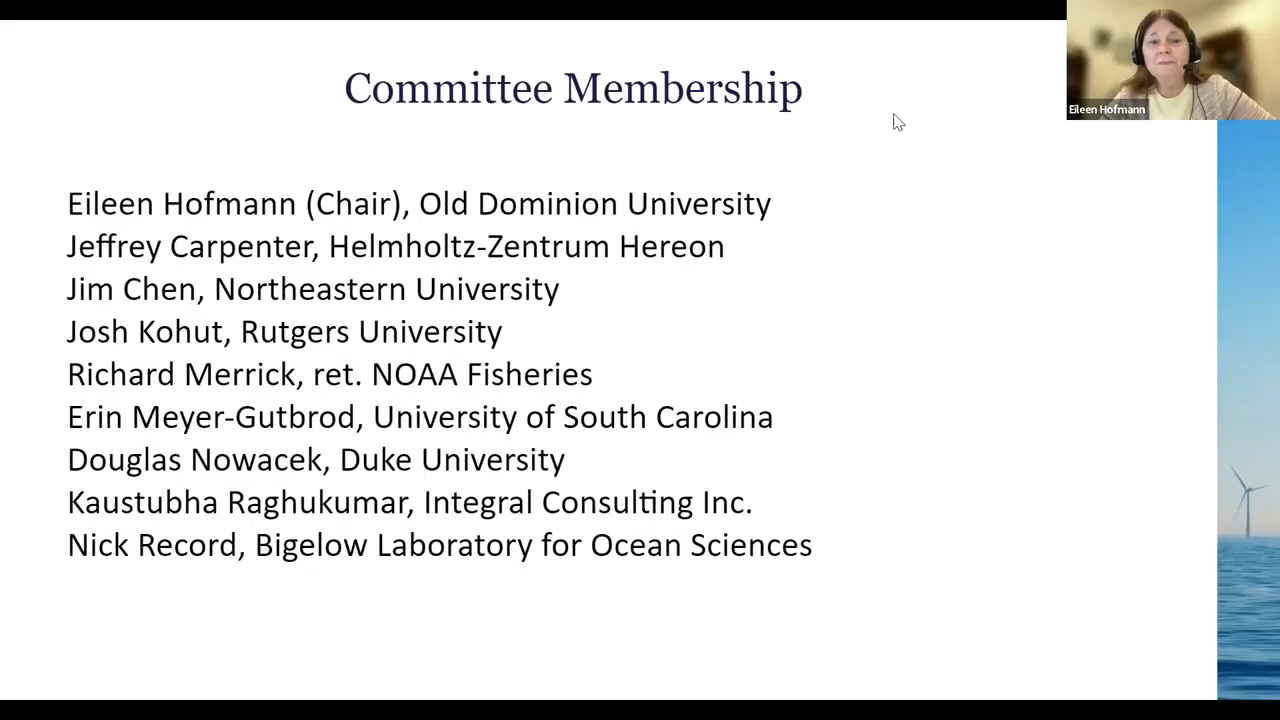 Committee Membership
Eileen Hofmann
Eileen Hofmann (Chair), Old Dominion University
Jeffrey Carpenter, Helmholtz-Zentrum Hereon
Jim Chen, Northeastern University
Josh Kohut, Rutgers University
Richard Merrick, ret. NOAA Fisheries
Erin Meyer-Gutbrod, University of South Carolina
Douglas Nowacek, Duke University
Kaustubha Raghukumar, Integral Consulting Inc.
Nick Record, Bigelow Laboratory for Ocean Sciences